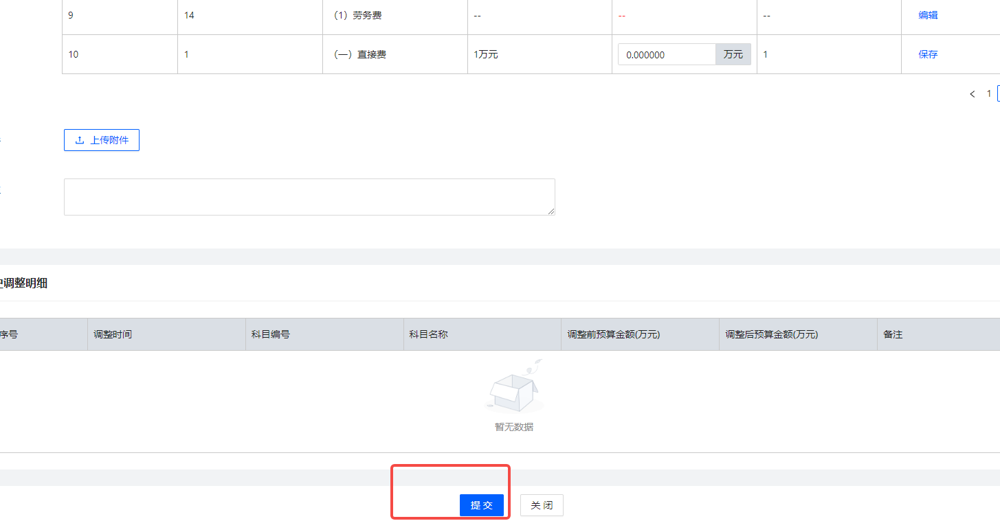 9 14 （1）劳务费 -- -- -- 编辑
10 1 （一）直接费 1万元 0.000000 万元 1 保存
< 1
上传附件
调整明细
序号 调整时间 科目编号 科目名称 调整前预算金额(万元) 调整后预算金额(万元) 备注
暂无数据
提 交 关 闭